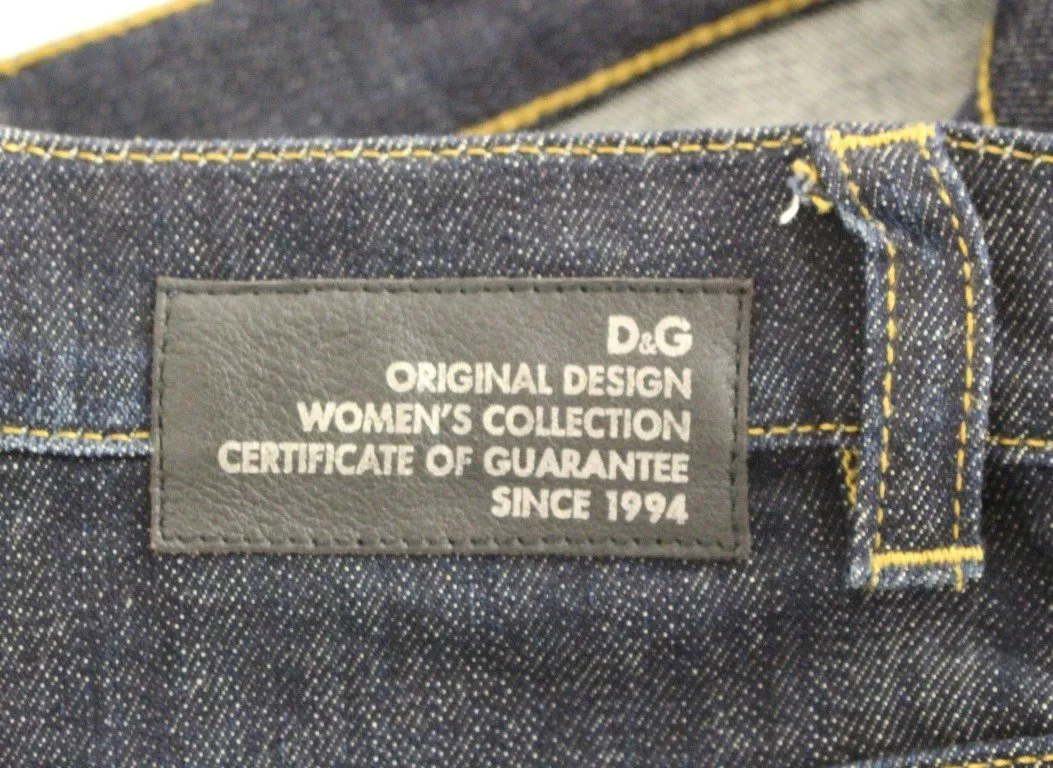 D&G
ORIGINAL DESIGN
WOMEN'S COLLECTION
CERTIFICATE OF GUARANTEE
SINCE 1994